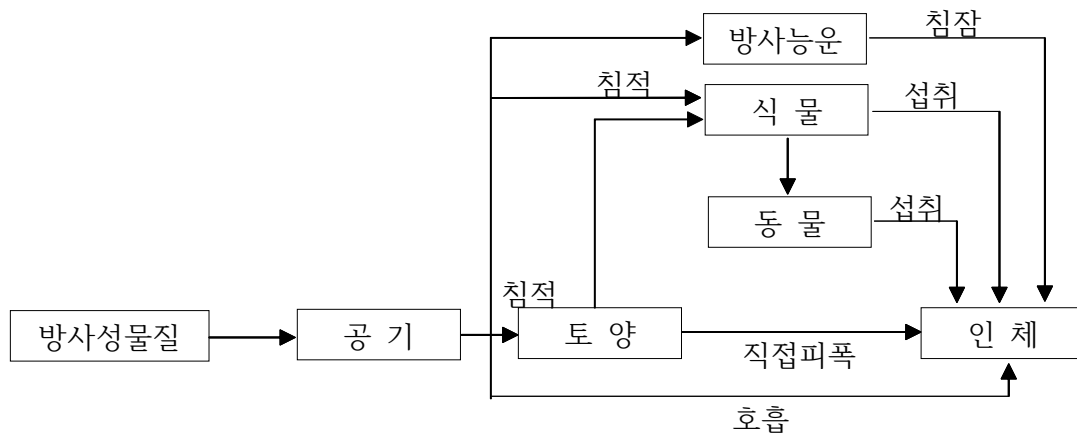 방사능운
침잠
침적
식 물
섭취
동 물
섭취
침적
방사성물질
공 기
토 양
인 체
직접피폭
호흡